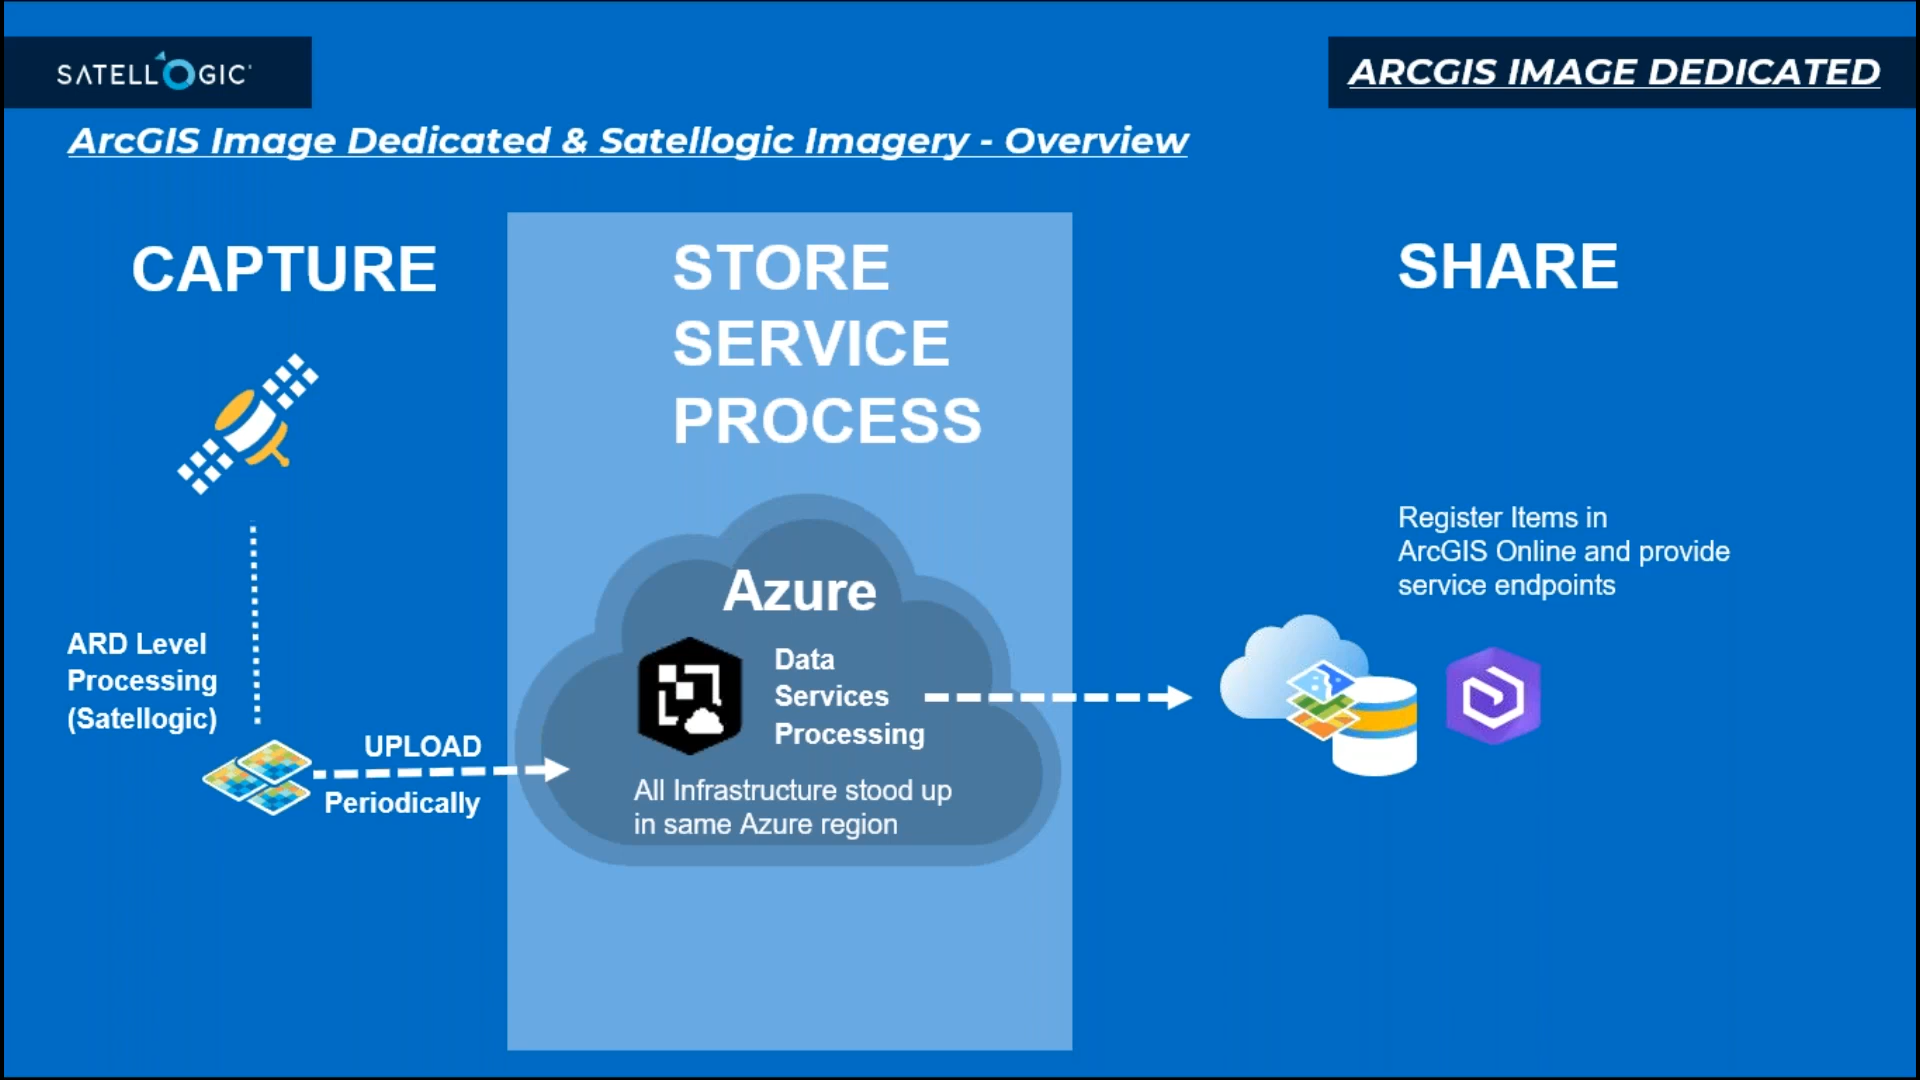 SATELLOGIC
ARCGIS IMAGE DEDICATED
ArcGIS Image Dedicated & Satellogic Imagery - Overview
CAPTURE
STORE
SERVICE
PROCESS
SHARE
ARD Level
Processing
(Satellogic)
UPLOAD
Periodically
Azure
Data
Services
Processing
All Infrastructure stood up
in same Azure region
Register Items in
ArcGIS Online and provide
service endpoints